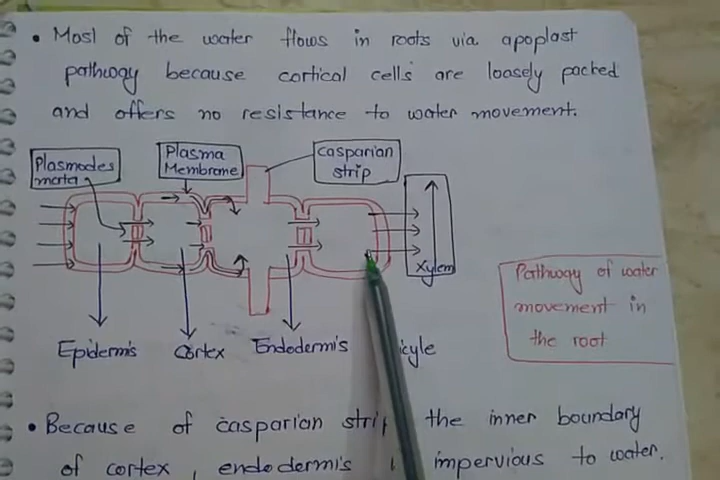 • Most of the water flows in roots via apoplast
pathway because cortical cells are loosely packed
and offers no resistance to water movement.
Plasmodes
mata
Plasma
Membrane
Casparian
strip
Xylem
Epidermis
Cortex
Endodermis
Pathway of water
movement in
the root
• Because of casparian strip the inner boundary
of cortex, endodermis impervious to water.